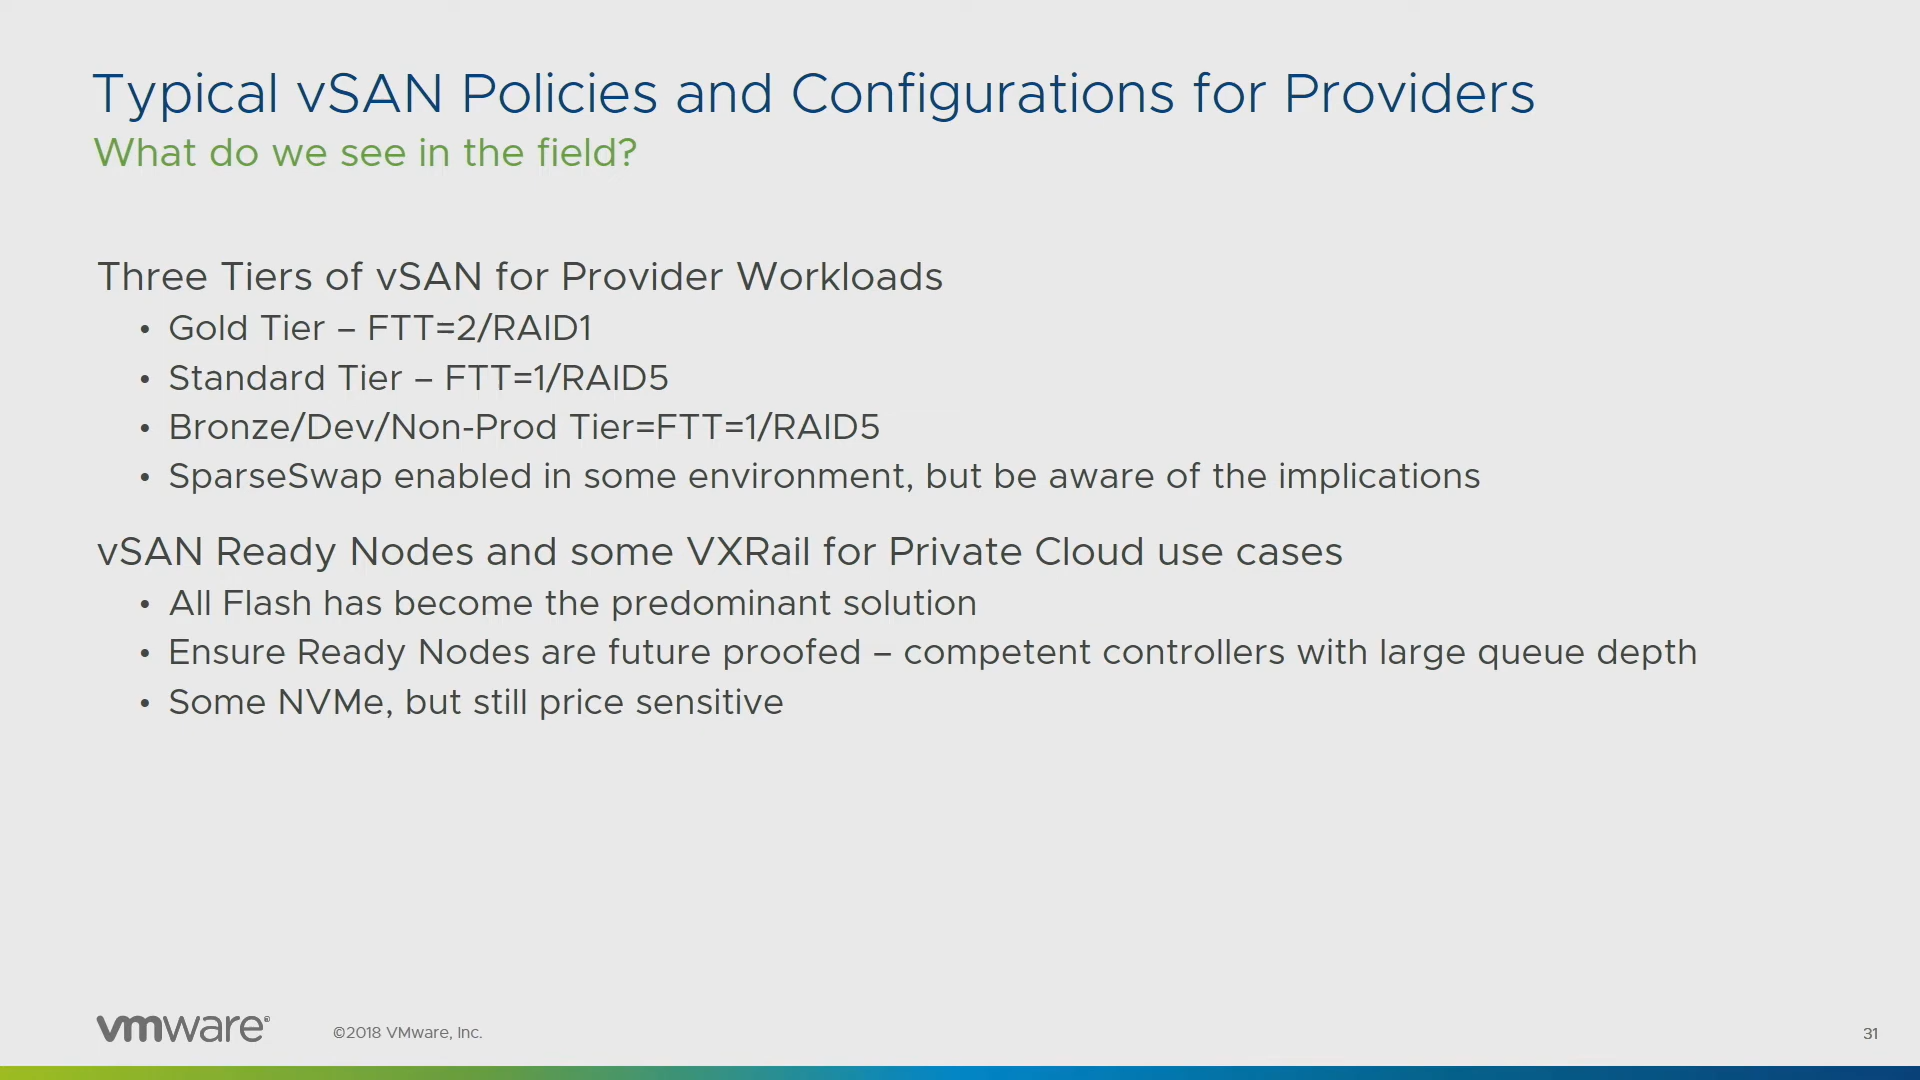 Typical vSAN Policies and Configurations for Providers
What do we see in the field?
Three Tiers of vSAN for Provider Workloads
• Gold Tier – FTT=2/RAID1
• Standard Tier – FTT=1/RAID5
• Bronze/Dev/Non-Prod Tier=FTT=1/RAID5
• SparseSwap enabled in some environment, but be aware of the implications
vSAN Ready Nodes and some VXRail for Private Cloud use cases
• All Flash has become the predominant solution
• Ensure Ready Nodes are future proofed – competent controllers with large queue depth
• Some NVMe, but still price sensitive
vmware®
©2018 VMware, Inc.
31